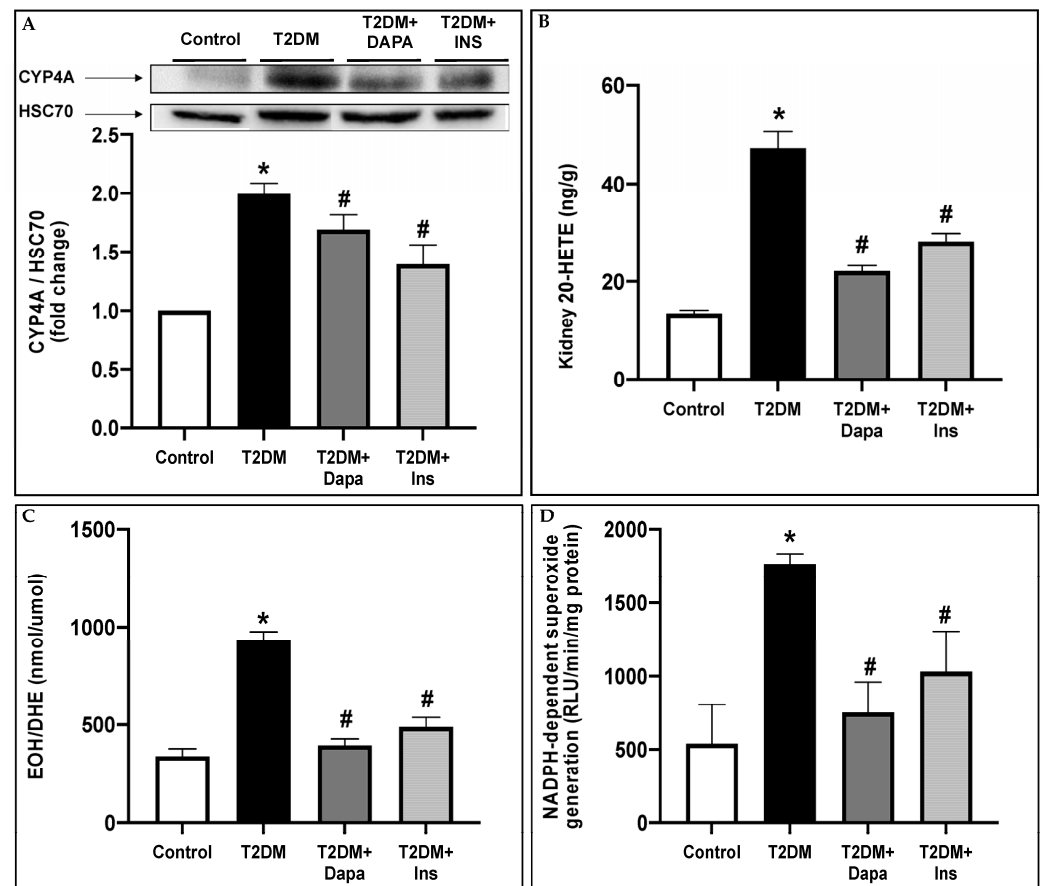 A
Control T2DM T2DM+ DAPA T2DM+ INS
CYP4A
HSC70
CYP4A / HSC70
(fold change)
2.5
2.0
1.5
1.0
0.5
0.0
*
#
#
Control T2DM T2DM+ T2DM+
Dapa Ins
B
Kidney 20-HETE (ng/g)
60
40
20
0
*
#
#
Control T2DM T2DM+ T2DM+
Dapa Ins
C
EOH/DHE (nmol/umol)
1500
1000
500
0
*
#
#
Control T2DM T2DM+ T2DM+
Dapa Ins
D
NADPH-dependent superoxide
generation (RLU/min/mg protein)
2000
1500
1000
500
0
*
#
#
Control T2DM T2DM+ T2DM+
Dapa Ins